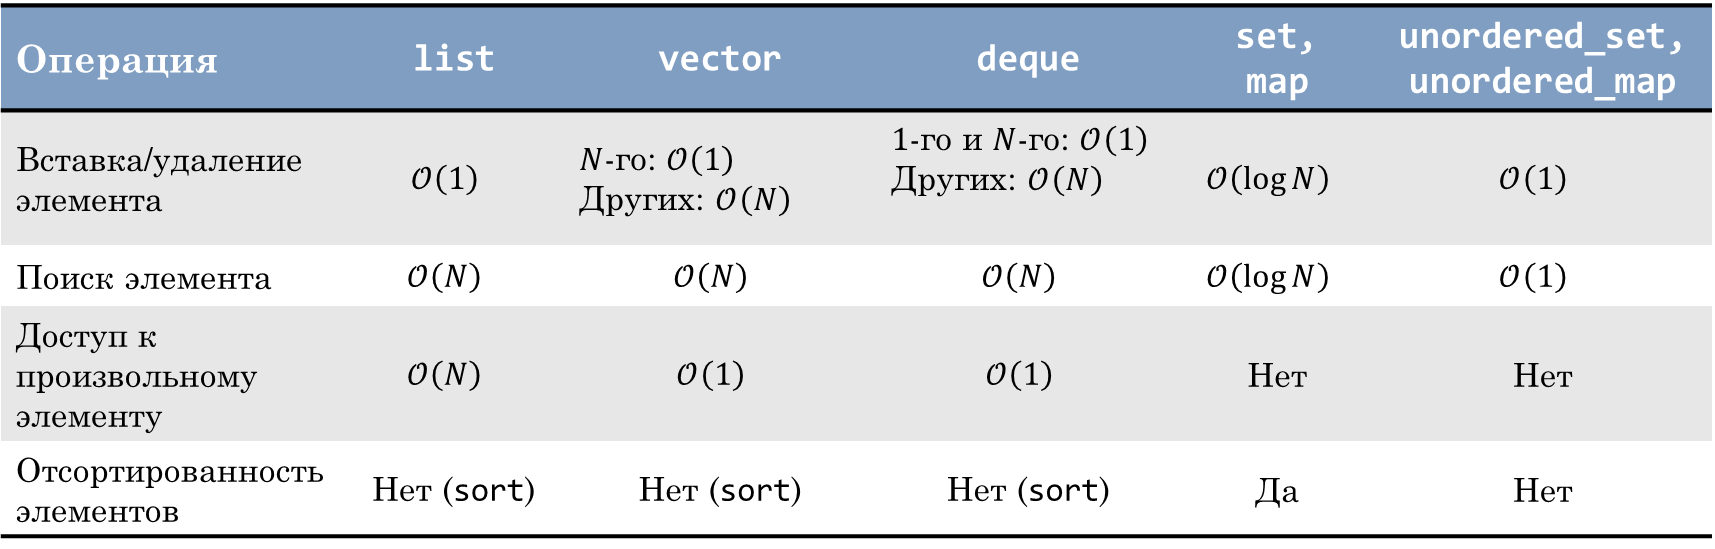 Операция list vector deque set, map unordered_set, unordered_map
Вставка/удаление элемента 𝒪(1) N-го: 𝒪(1) Других: 𝒪(N) 1-го и N-го: 𝒪(1) Других: 𝒪(N) 𝒪(log N) 𝒪(1)
Поиск элемента 𝒪(N) 𝒪(N) 𝒪(N) 𝒪(log N) 𝒪(1)
Доступ к произвольному элементу 𝒪(N) 𝒪(1) 𝒪(1) Нет Нет
Отсортированность элементов Нет (sort) Нет (sort) Нет (sort) Да Нет